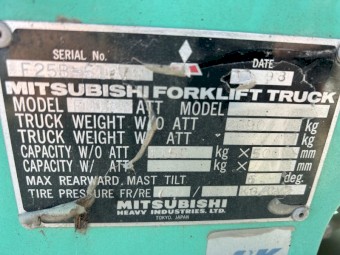 SERIAL No.
DATE
MITSUBISHI FORKLIFT TRUCK
MODEL ATT MODEL
TRUCK WEIGHT W/O ATT kg
TRUCK WEIGHT W/ ATT kg
CAPACITY W/O ATT kg × mm
CAPACITY W/ ATT kg × mm
MAX REARWARD, MAST TILT deg.
TIRE PRESSURE FR/RE /
MITSUBISHI
HEAVY INDUSTRIES, LTD.
TOKYO, JAPAN